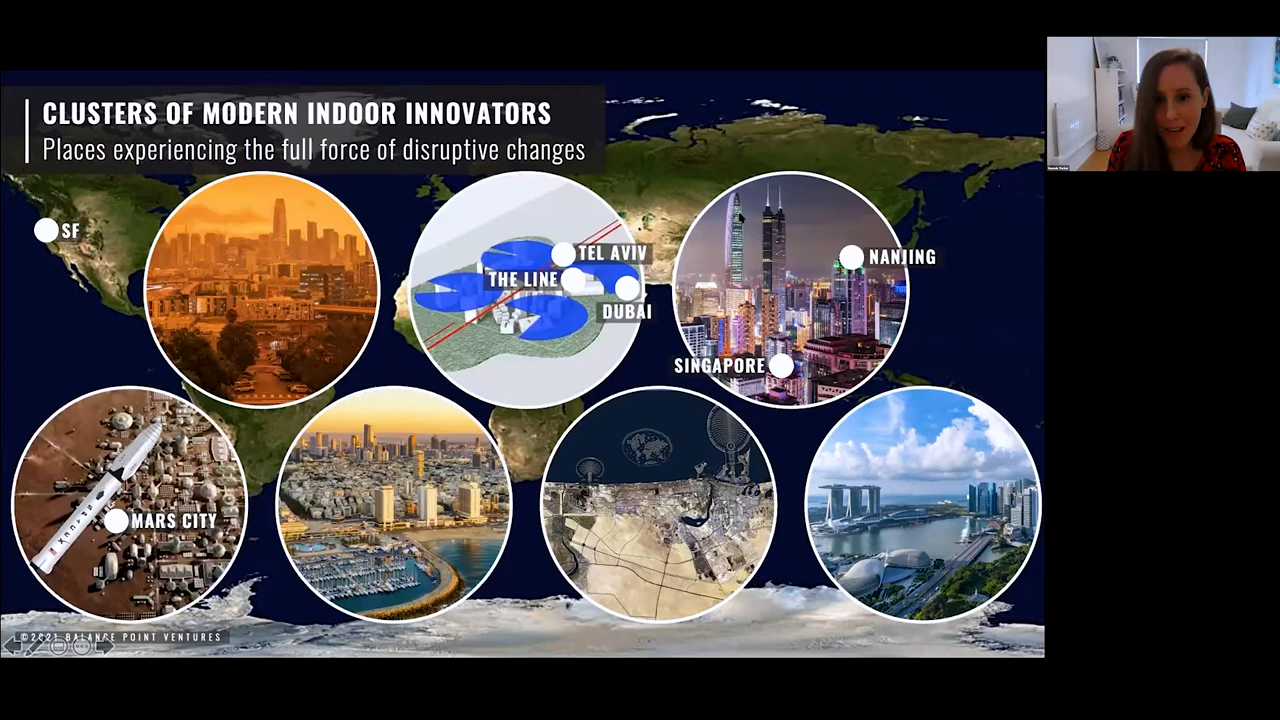 CLUSTERS OF MODERN INDOOR INNOVATORS
Places experiencing the full force of disruptive changes
SF
TEL AVIV
THE LINE
DUBAI
NANJING
SINGAPORE
MARS CITY
©2021 BALANCE POINT VENTURES